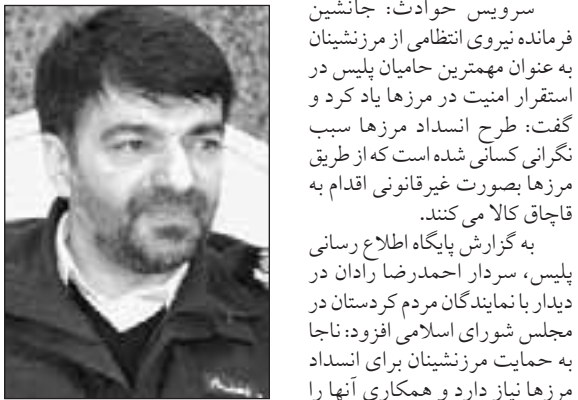 سرویس حوادث: جانشین
فرمانده نیروی انتظامی از مرزنشینان
به عنوان مهمترین حامیان پلیس در
استقرار امنیت در مرزها یاد کرد و
گفت: طرح انسداد مرزها سبب
نگرانی کسانی شده است که از طریق
مرزها بصورت غیرقانونی اقدام به
قاچاق کالا می کنند.
به گزارش پایگاه اطلاع رسانی
پلیس، سردار احمدرضا رادان در
دیدار با نمایندگان مردم کردستان در
مجلس شورای اسلامی افزود: ناجا
به حمایت مرزنشینان برای انسداد
مرزها نیاز دارد و همکاری آنها را